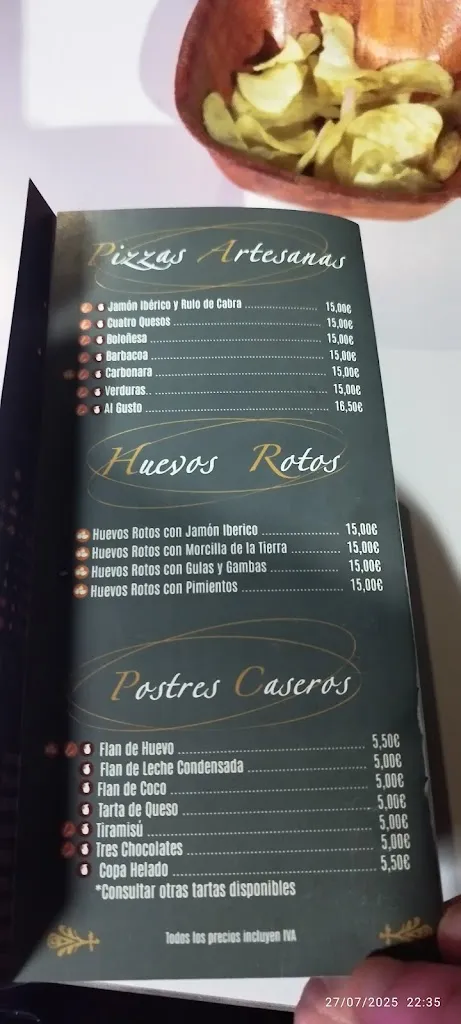 Pizzas Artesanas
Jamón Ibérico y Rulo de Cabra ........................ 15,00€
Cuatro Quesos ........................ 15,00€
Boloñesa ........................ 15,00€
Barbacoa ........................ 15,00€
Carbonara ........................ 15,00€
Verduras.. ........................ 15,00€
Al Gusto ........................ 16,50€
Huevos Rotos
Huevos Rotos con Jamón Iberico ........................ 15,00€
Huevos Rotos con Morcilla de la Tierra ........................ 15,00€
Huevos Rotos con Gulas y Gambas ........................ 15,00€
Huevos Rotos con Pimientos ........................ 15,00€
Postres Caseros
Flan de Huevo ........................ 5,50€
Flan de Leche Condensada ........................ 5,00€
Flan de Coco ........................ 5,00€
Tarta de Queso ........................ 5,00€
Tiramisú ........................ 5,00€
Tres Chocolates ........................ 5,00€
Copa Helado ........................ 5,50€
*Consultar otras tartas disponibles
Todos los precios incluyen IVA
27/07/2025 22:35